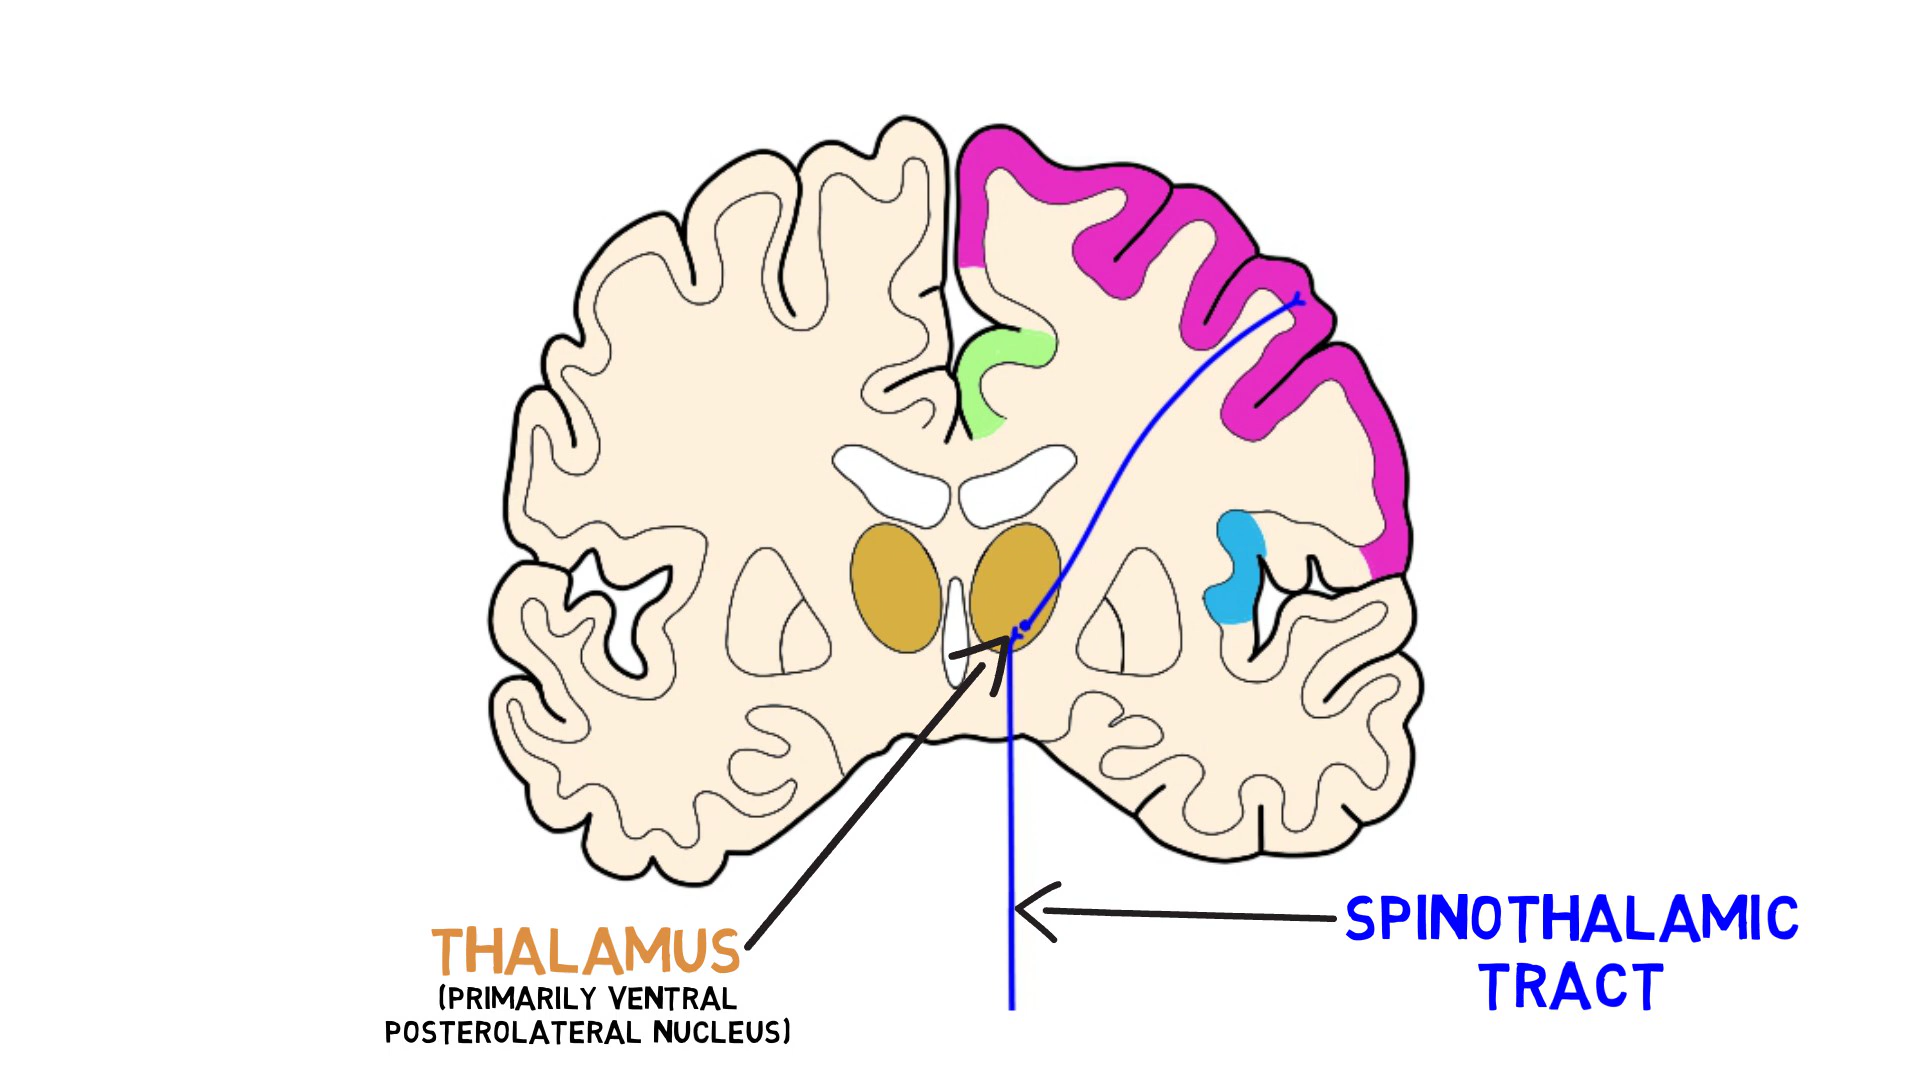 THALAMUS
(PRIMARILY VENTRAL
POSTEROLATERAL NUCLEUS)
SPINOTHALAMIC
TRACT